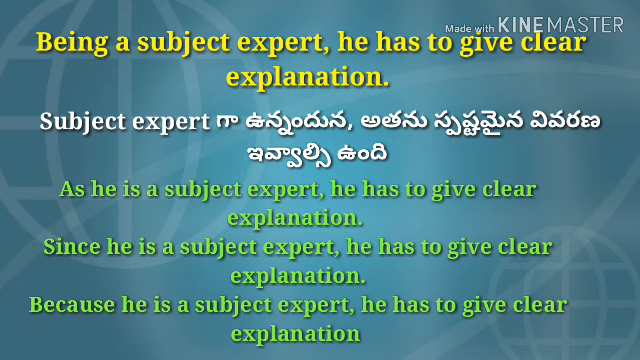 Made with KINEMASTER
Being a subject expert, he has to give clear
explanation.
Subject expert గా ఉన్నందున, అతను స్పష్టమైన వివరణ
ఇవ్వాల్సి ఉంది
As he is a subject expert, he has to give clear
explanation.
Since he is a subject expert, he has to give clear
explanation.
Because he is a subject expert, he has to give clear
explanation